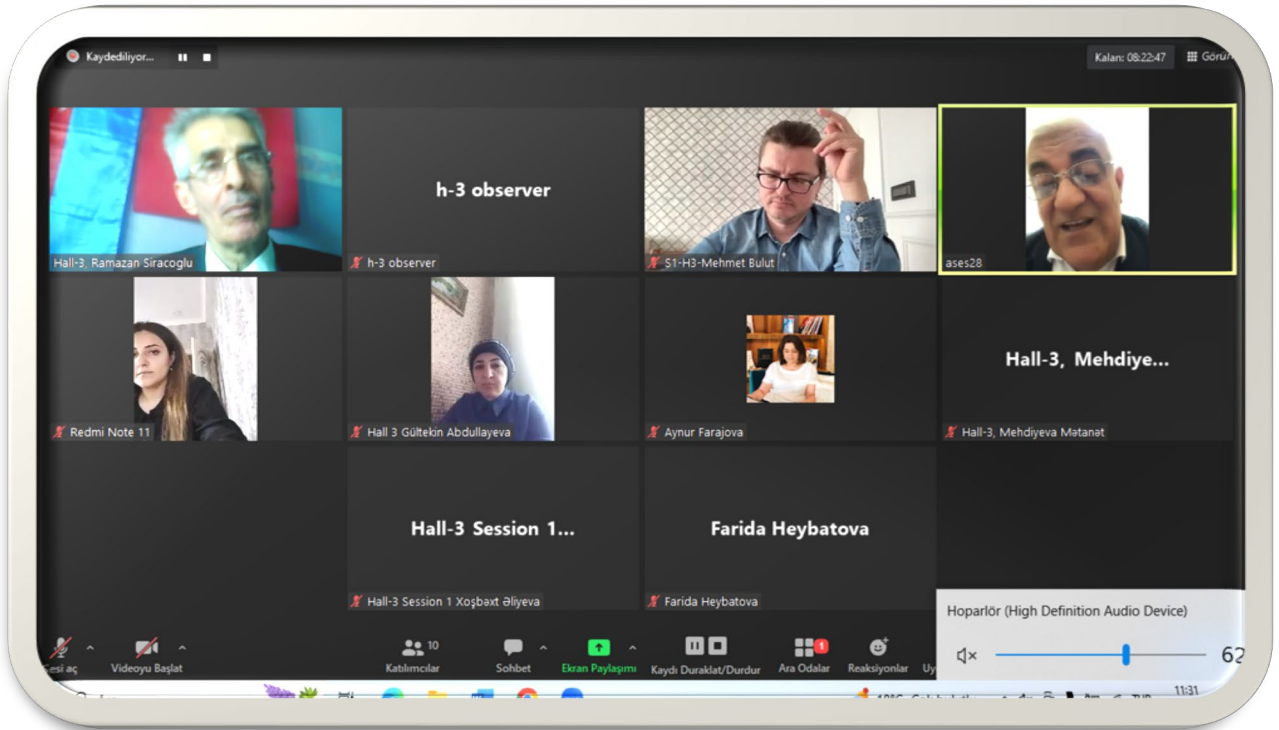 Kaydediliyor...
Kalan: 08:22:47
Görün
Hall-3, Ramazan Siracoglu
h-3 observer
h-3 observer
S1-H3-Mehmet Bulut
ases28
Redmi Note 11
Hall 3 Gültekin Abdullayeva
Aynur Farajova
Hall-3, Mehdiye...
Hall-3, Mehdiyeva Mətanət
Hall-3 Session 1...
Hall-3 Session 1 Xoşbəxt Əliyeva
Farida Heybatova
Farida Heybatova
Hoparlör (High Definition Audio Device)
62
Sesi aç
Videoyu Başlat
10
Katılımcılar
Sohbet
Ekran Paylaşımı
Kaydı Duraklat/Durdur
1
Ara Odalar
Reaksiyonlar
Uy
11:31